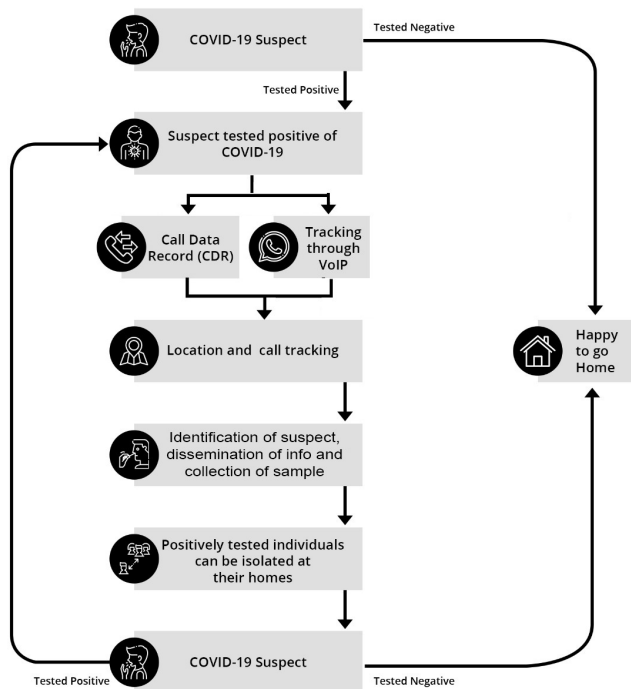 COVID-19 Suspect
Tested Negative
Tested Positive
Suspect tested positive of
COVID-19
Call Data
Record (CDR)
Tracking
through
VoIP
Location and call tracking
Happy
to go
Home
Identification of suspect,
dissemination of info and
collection of sample
Positively tested individuals
can be isolated at
their homes
COVID-19 Suspect
Tested Positive
Tested Negative